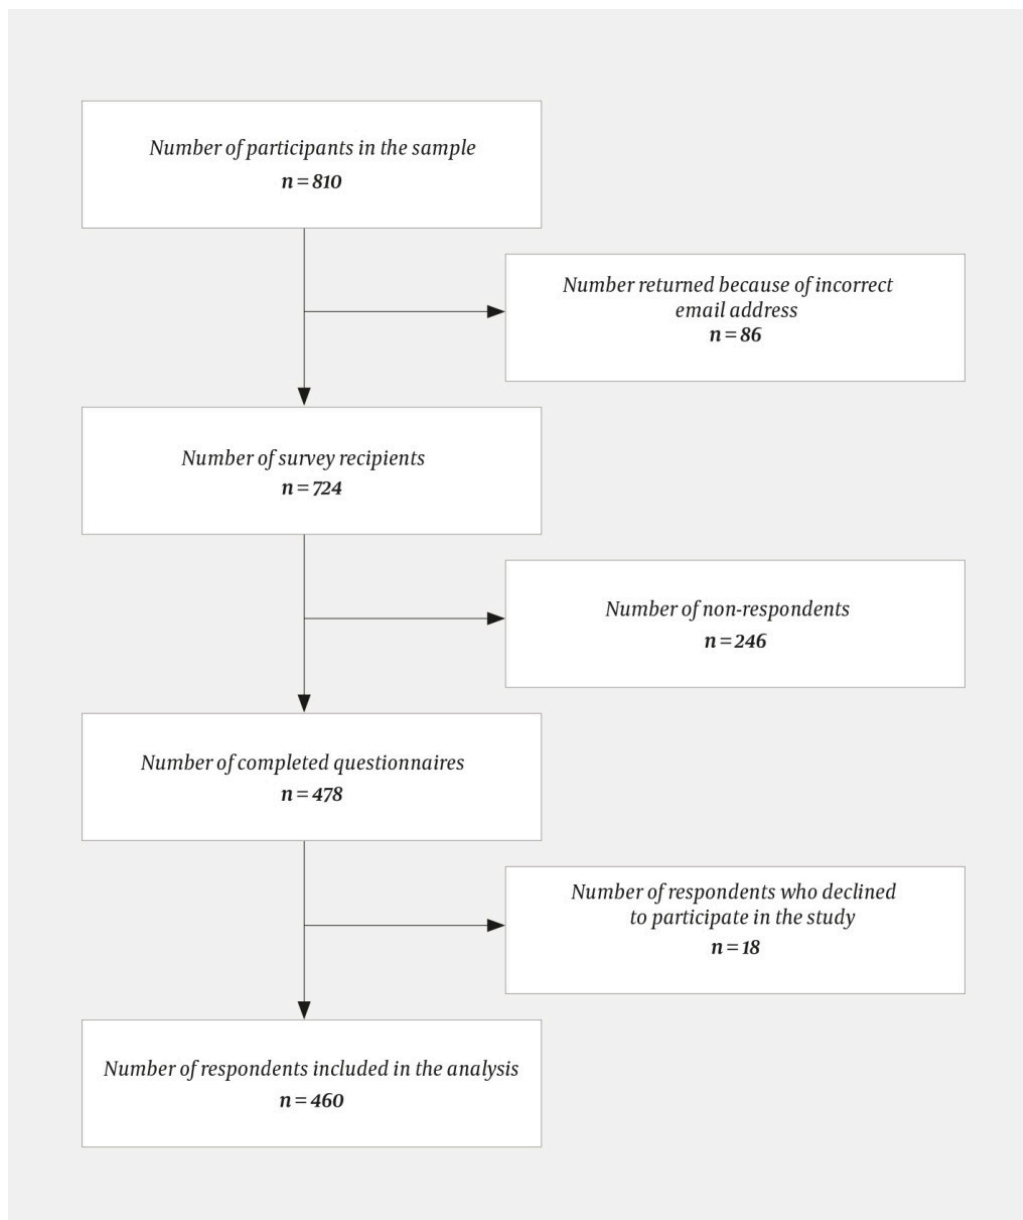 Number of participants in the sample
n = 810
Number returned because of incorrect
email address
n = 86
Number of survey recipients
n = 724
Number of non-respondents
n = 246
Number of completed questionnaires
n = 478
Number of respondents who declined
to participate in the study
n = 18
Number of respondents included in the analysis
n = 460